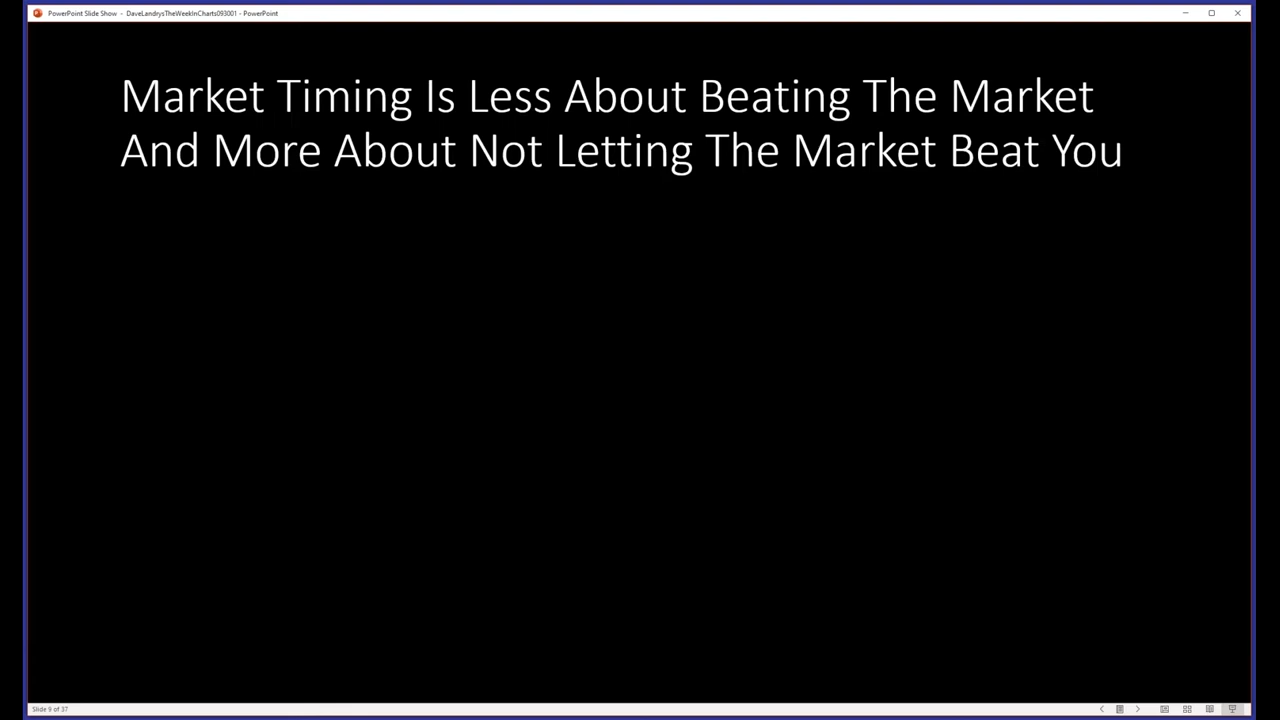 PowerPoint Slide Show - DaveLandrysTheWeekInCharts093001 - PowerPoint
Market Timing Is Less About Beating The Market
And More About Not Letting The Market Beat You
Slide 9 of 37